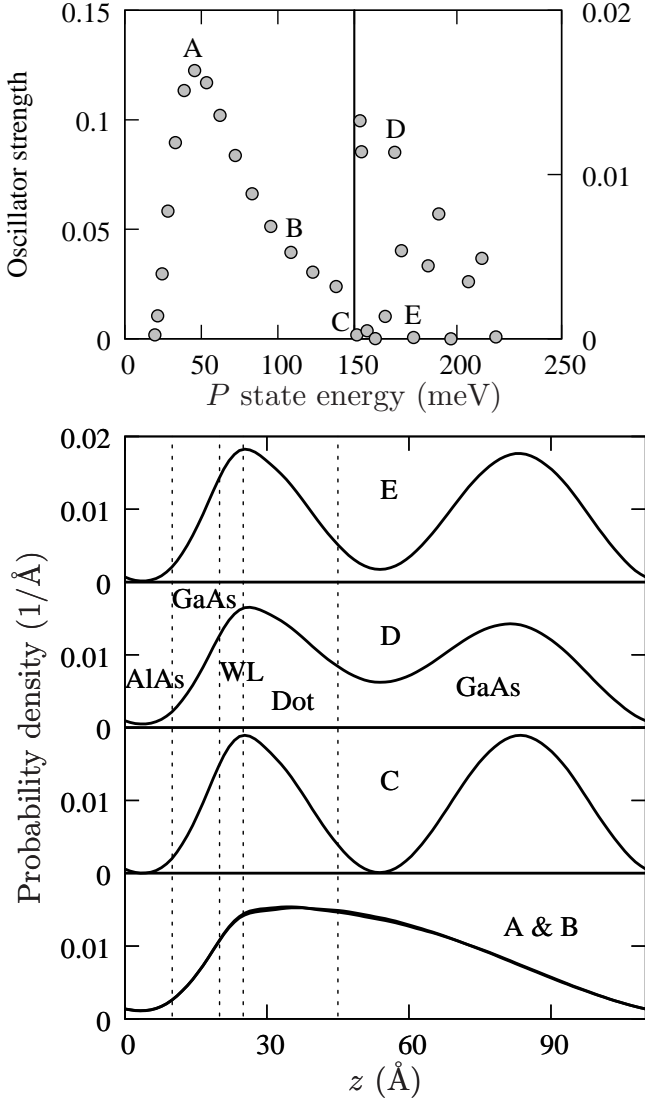 0.15
0.02
A
Oscillator strength
0.1
D
0.01
B
0.05
C
E
0
0
0
50
100
150
200
250
P state energy (meV)
0.02
E
0.01
0
GaAs
D
0.01
AlAs
WL
Dot
GaAs
0
C
0.01
Probability density (1/Å)
0
A & B
0.01
0
0
30
60
90
z (Å)